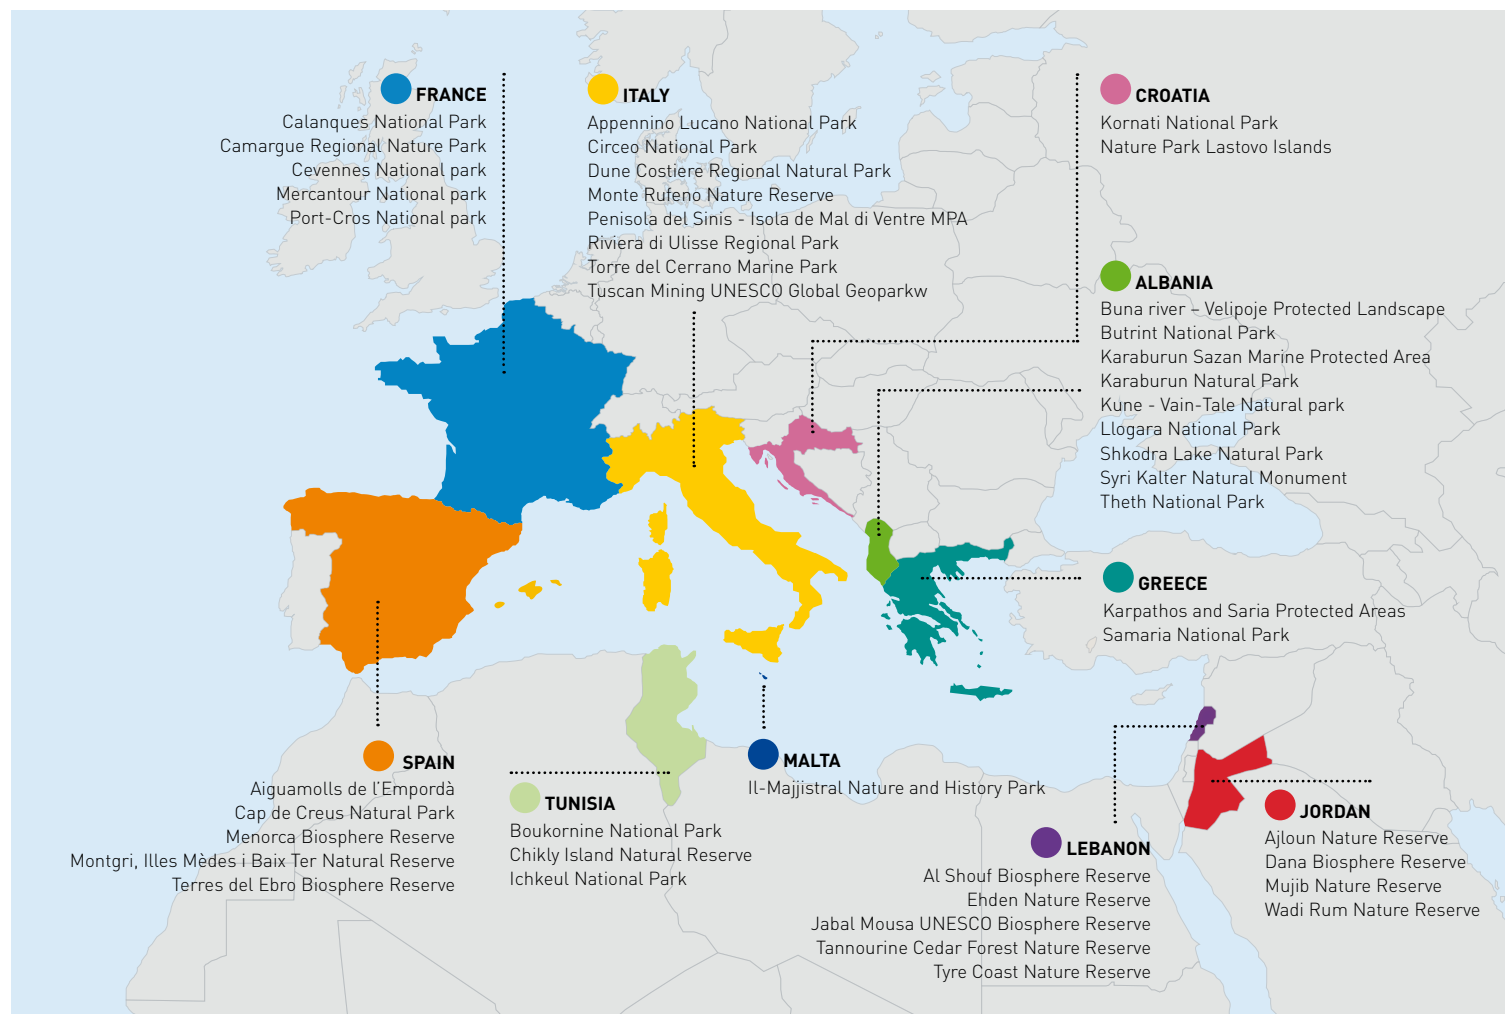 FRANCE
Calanques National Park
Camargue Regional Nature Park
Cevennes National park
Mercantour National park
Port-Cros National park
ITALY
Appennino Lucano National Park
Circeo National Park
Dune Costiere Regional Natural Park
Monte Rufeno Nature Reserve
Penisola del Sinis - Isola de Mal di Ventre MPA
Riviera di Ulisse Regional Park
Torre del Cerrano Marine Park
Tuscan Mining UNESCO Global Geoparkw
CROATIA
Kornati National Park
Nature Park Lastovo Islands
ALBANIA
Buna river – Velipoje Protected Landscape
Butrint National Park
Karaburun Sazan Marine Protected Area
Karaburun Natural Park
Kune - Vain-Tale Natural park
Llogara National Park
Shkodra Lake Natural Park
Syri Kalter Natural Monument
Theth National Park
GREECE
Karpathos and Saria Protected Areas
Samaria National Park
SPAIN
Aiguamolls de l'Empordà
Cap de Creus Natural Park
Menorca Biosphere Reserve
Montgri, Illes Mèdes i Baix Ter Natural Reserve
Terres del Ebro Biosphere Reserve
TUNISIA
Boukornine National Park
Chikly Island Natural Reserve
Ichkeul National Park
MALTA
Il-Majjistral Nature and History Park
LEBANON
Al Shouf Biosphere Reserve
Ehden Nature Reserve
Jabal Mousa UNESCO Biosphere Reserve
Tannourine Cedar Forest Nature Reserve
Tyre Coast Nature Reserve
JORDAN
Ajloun Nature Reserve
Dana Biosphere Reserve
Mujib Nature Reserve
Wadi Rum Nature Reserve